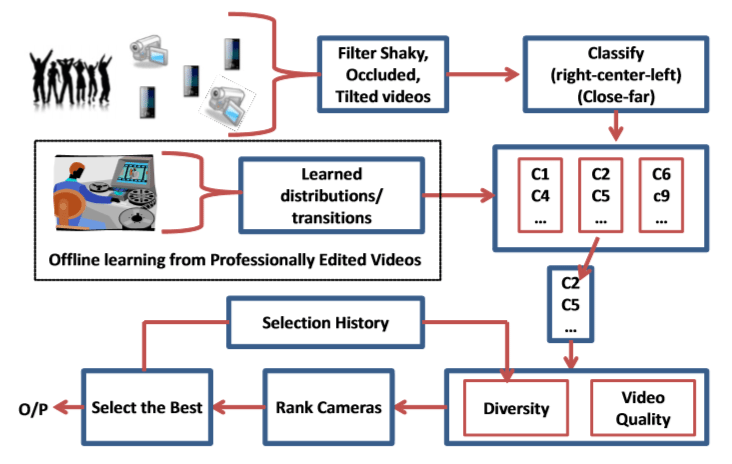 Filter Shaky,
Occluded,
Tilted videos
Classify
(right-center-left)
(Close-far)
Learned
distributions/
transitions
Offline learning from Professionally Edited Videos
C1
C4
...
C2
C5
...
C6
c9
...
C2
C5
...
Selection History
O/P
Select the Best
Rank Cameras
Diversity
Video
Quality